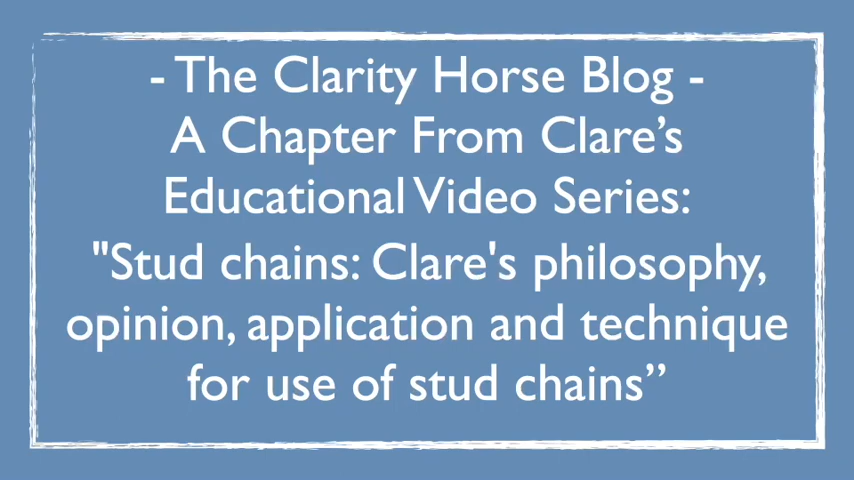 - The Clarity Horse Blog -
A Chapter From Clare’s
Educational Video Series:
"Stud chains: Clare's philosophy,
opinion, application and technique
for use of stud chains”